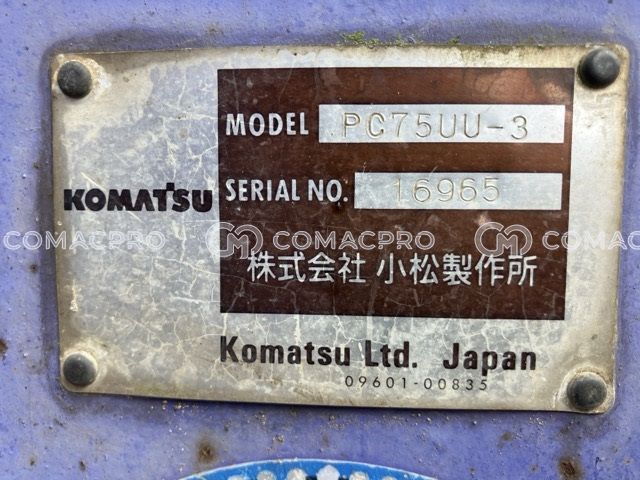 MODEL PC75UU-3
KOMATSU SERIAL NO. 16965
COMACPRO COMACPRO COMACPRO
株式会社 小松製作所
Komatsu Ltd. Japan
09601-00835